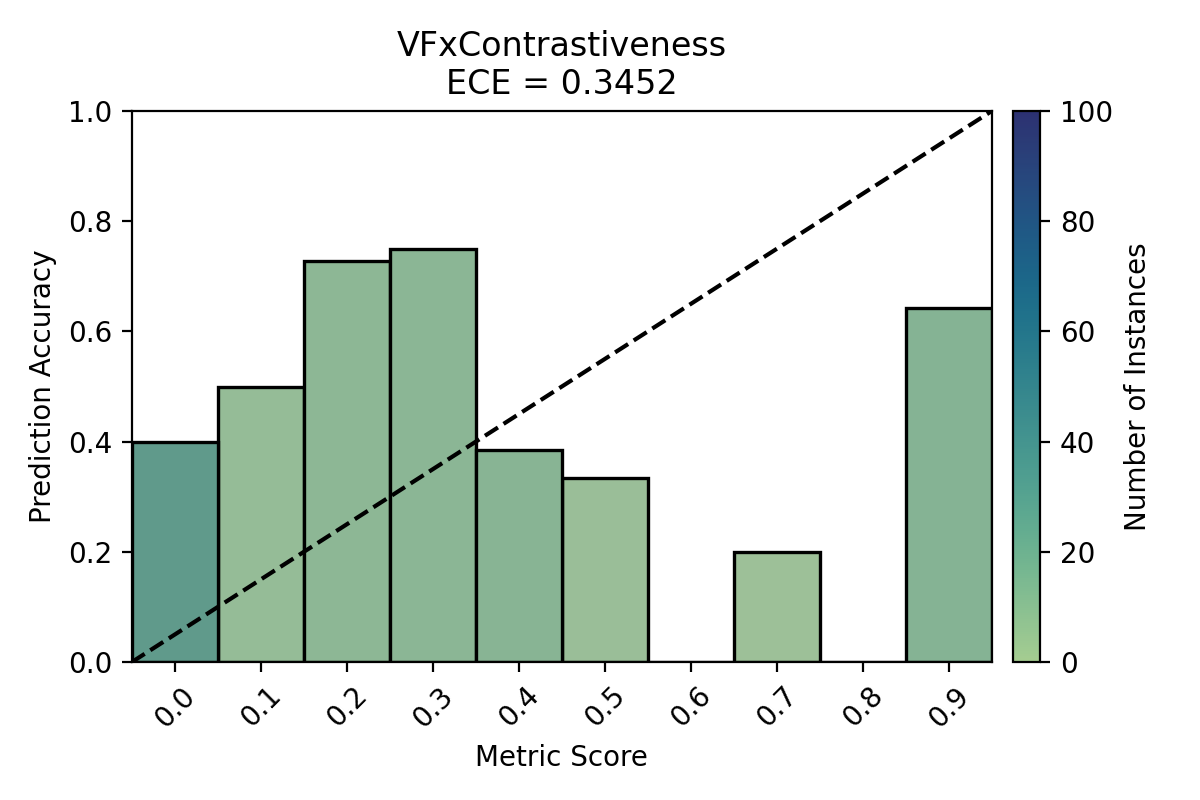 VFxContrastiveness
ECE = 0.3452
Prediction Accuracy
1.0
0.8
0.6
0.4
0.2
0.0
0.0 0.1 0.2 0.3 0.4 0.5 0.6 0.7 0.8 0.9
Metric Score
100
80
60
40
20
0
Number of Instances